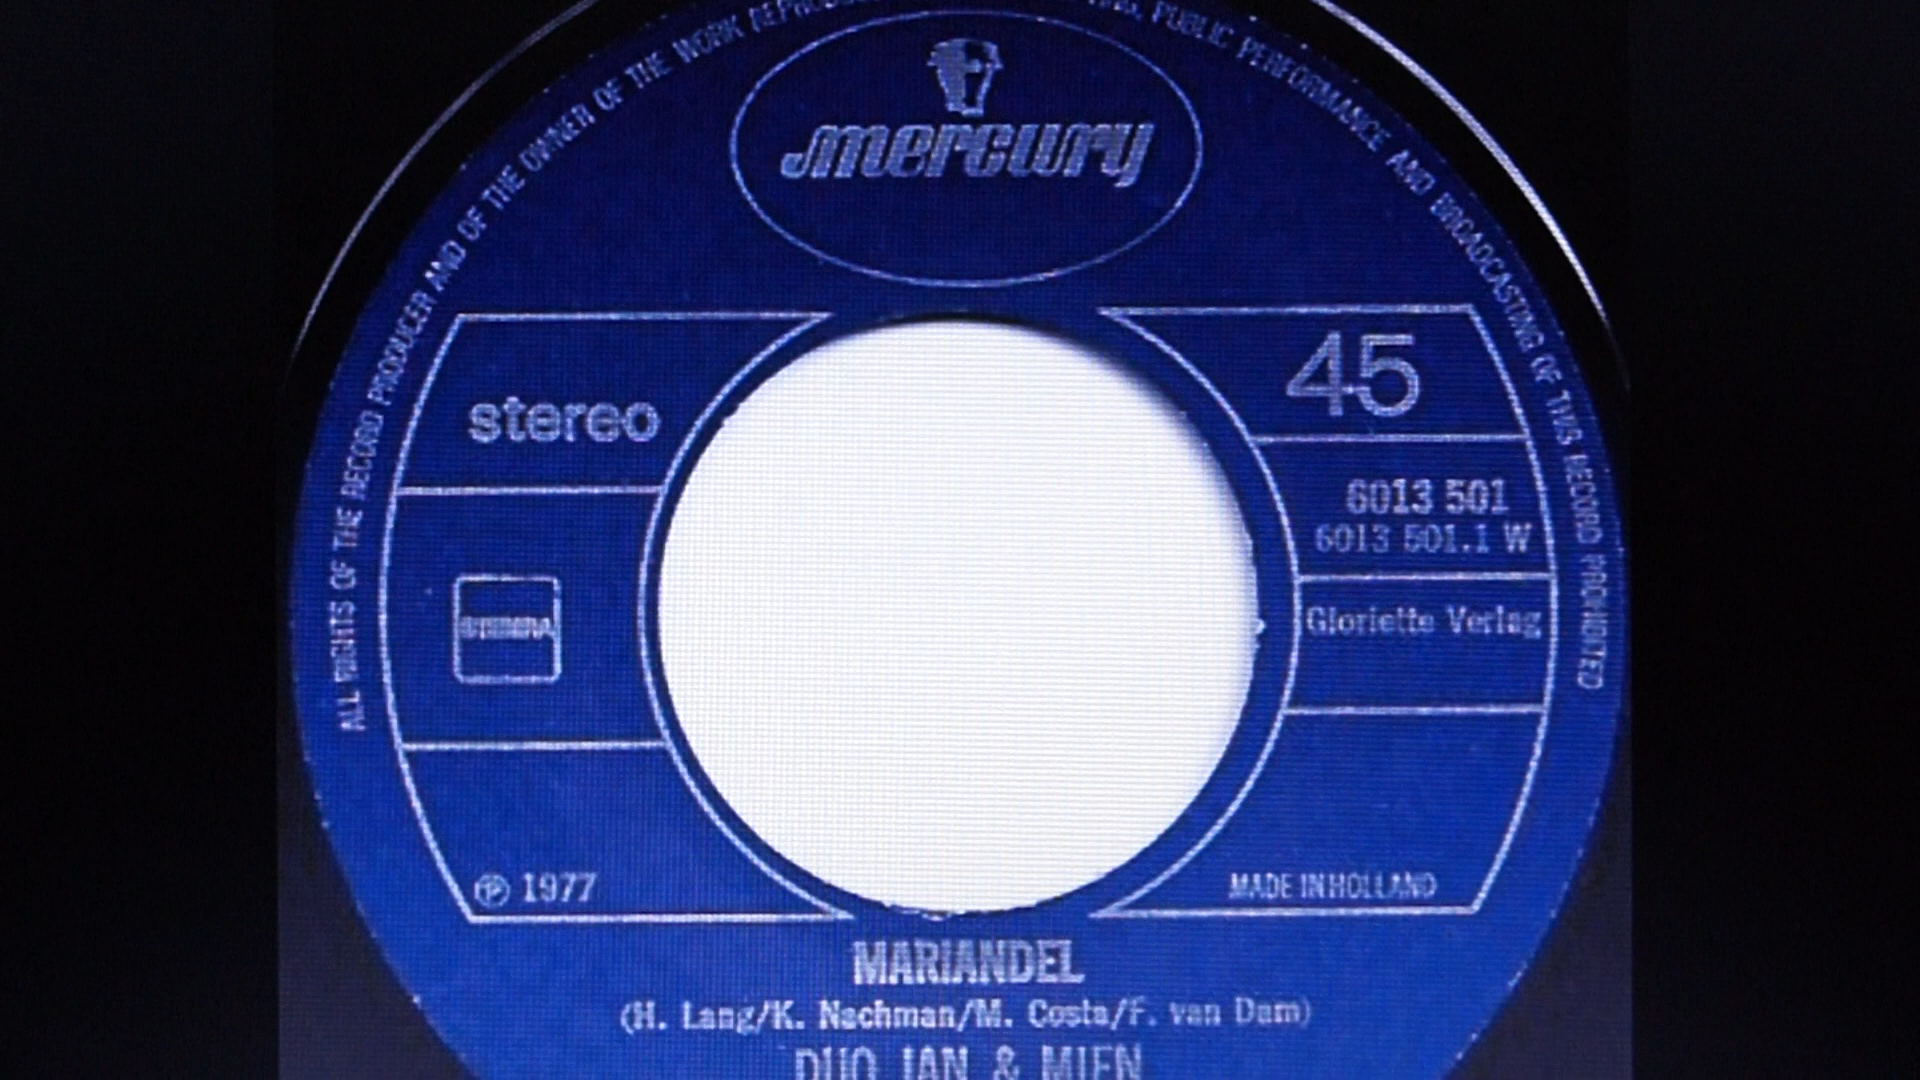 ALL RIGHTS OF THE RECORD PRODUCER AND OF THE OWNER OF THE WORK PUBLIC PERFORMANCE AND BROADCASTING OF THIS RECORD PROHIBITED
mercury
stereo
45
6013 501
6013 501.1 W
STEMRA
Gloriette Verlag
℗ 1977
MADE IN HOLLAND
MARIANDEL
(H. Lang/K. Nachman/M. Costa/F. van Dam)
DUO JAN & MIEN